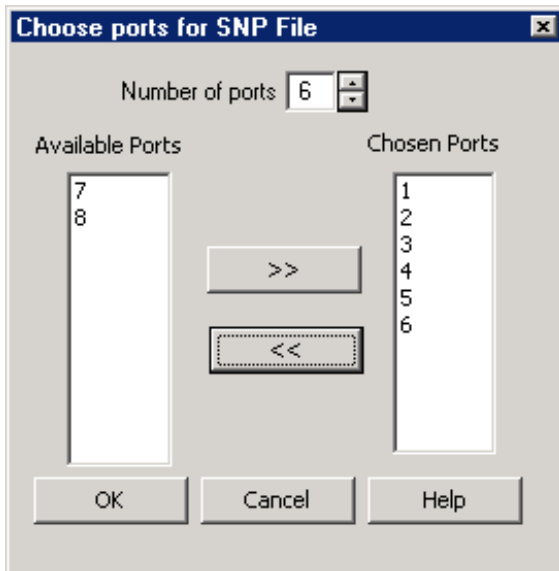 Choose ports for SNP File
Number of ports 6
Available Ports
Chosen Ports
7
8
>>
<<
1
2
3
4
5
6
OK
Cancel
Help